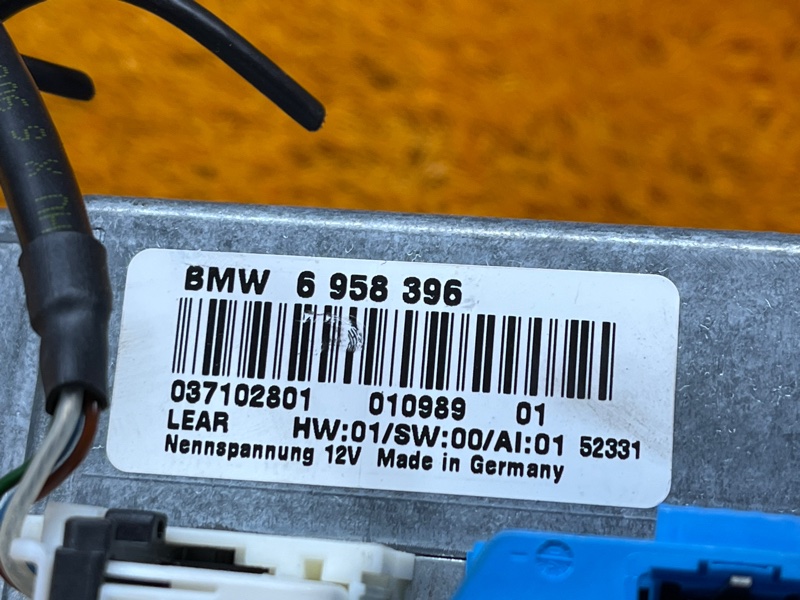 BMW 6 958 396
037102801 010989 01
LEAR HW:01/SW:00/AI:01 52331
Nennspannung 12V Made in Germany